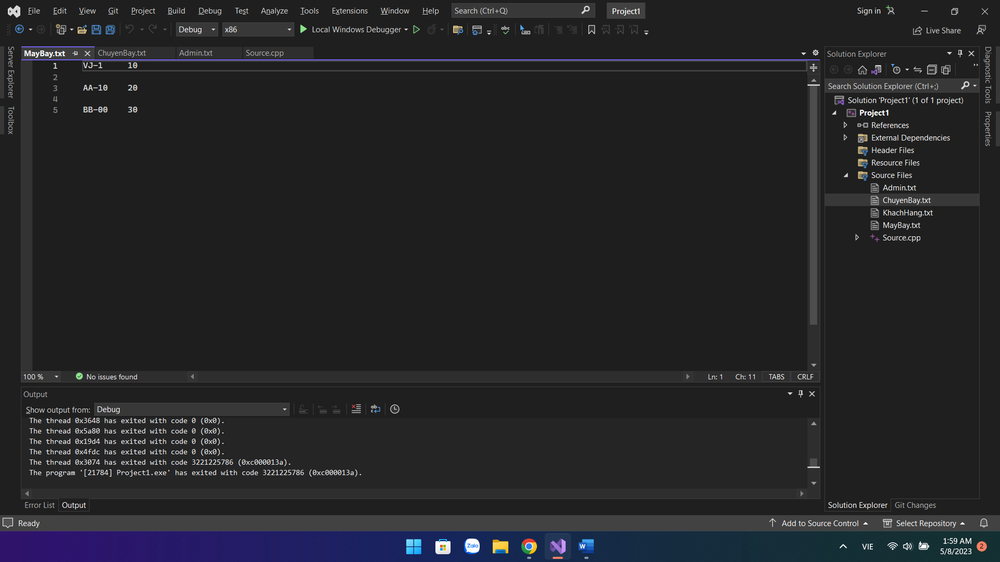 File Edit View Git Project Build Debug Test Analyze Tools Extensions Window Help Search (Ctrl+Q) Project1 Sign in
Debug x86 Local Windows Debugger Live Share
Server Explorer
Toolbox
MayBay.txt ChuyenBay.txt Admin.txt Source.cpp
1 VJ-1 10
2
3 AA-10 20
4
5 BB-00 30
100 % No issues found Ln: 1 Ch: 11 TABS CRLF
Output
Show output from: Debug
The thread 0x3648 has exited with code 0 (0x0).
The thread 0x5a80 has exited with code 0 (0x0).
The thread 0x19d4 has exited with code 0 (0x0).
The thread 0x4fdc has exited with code 0 (0x0).
The thread 0x3074 has exited with code 3221225786 (0xc000013a).
The program '[21784] Project1.exe' has exited with code 3221225786 (0xc000013a).
Error List Output
Solution Explorer
Search Solution Explorer (Ctrl+;)
Solution 'Project1' (1 of 1 project)
Project1
References
External Dependencies
Header Files
Resource Files
Source Files
Admin.txt
ChuyenBay.txt
KhachHang.txt
MayBay.txt
Source.cpp
Solution Explorer Git Changes
Diagnostic Tools
Properties
Ready Add to Source Control Select Repository
Zalo
W
VIE
1:59 AM
5/8/2023
2